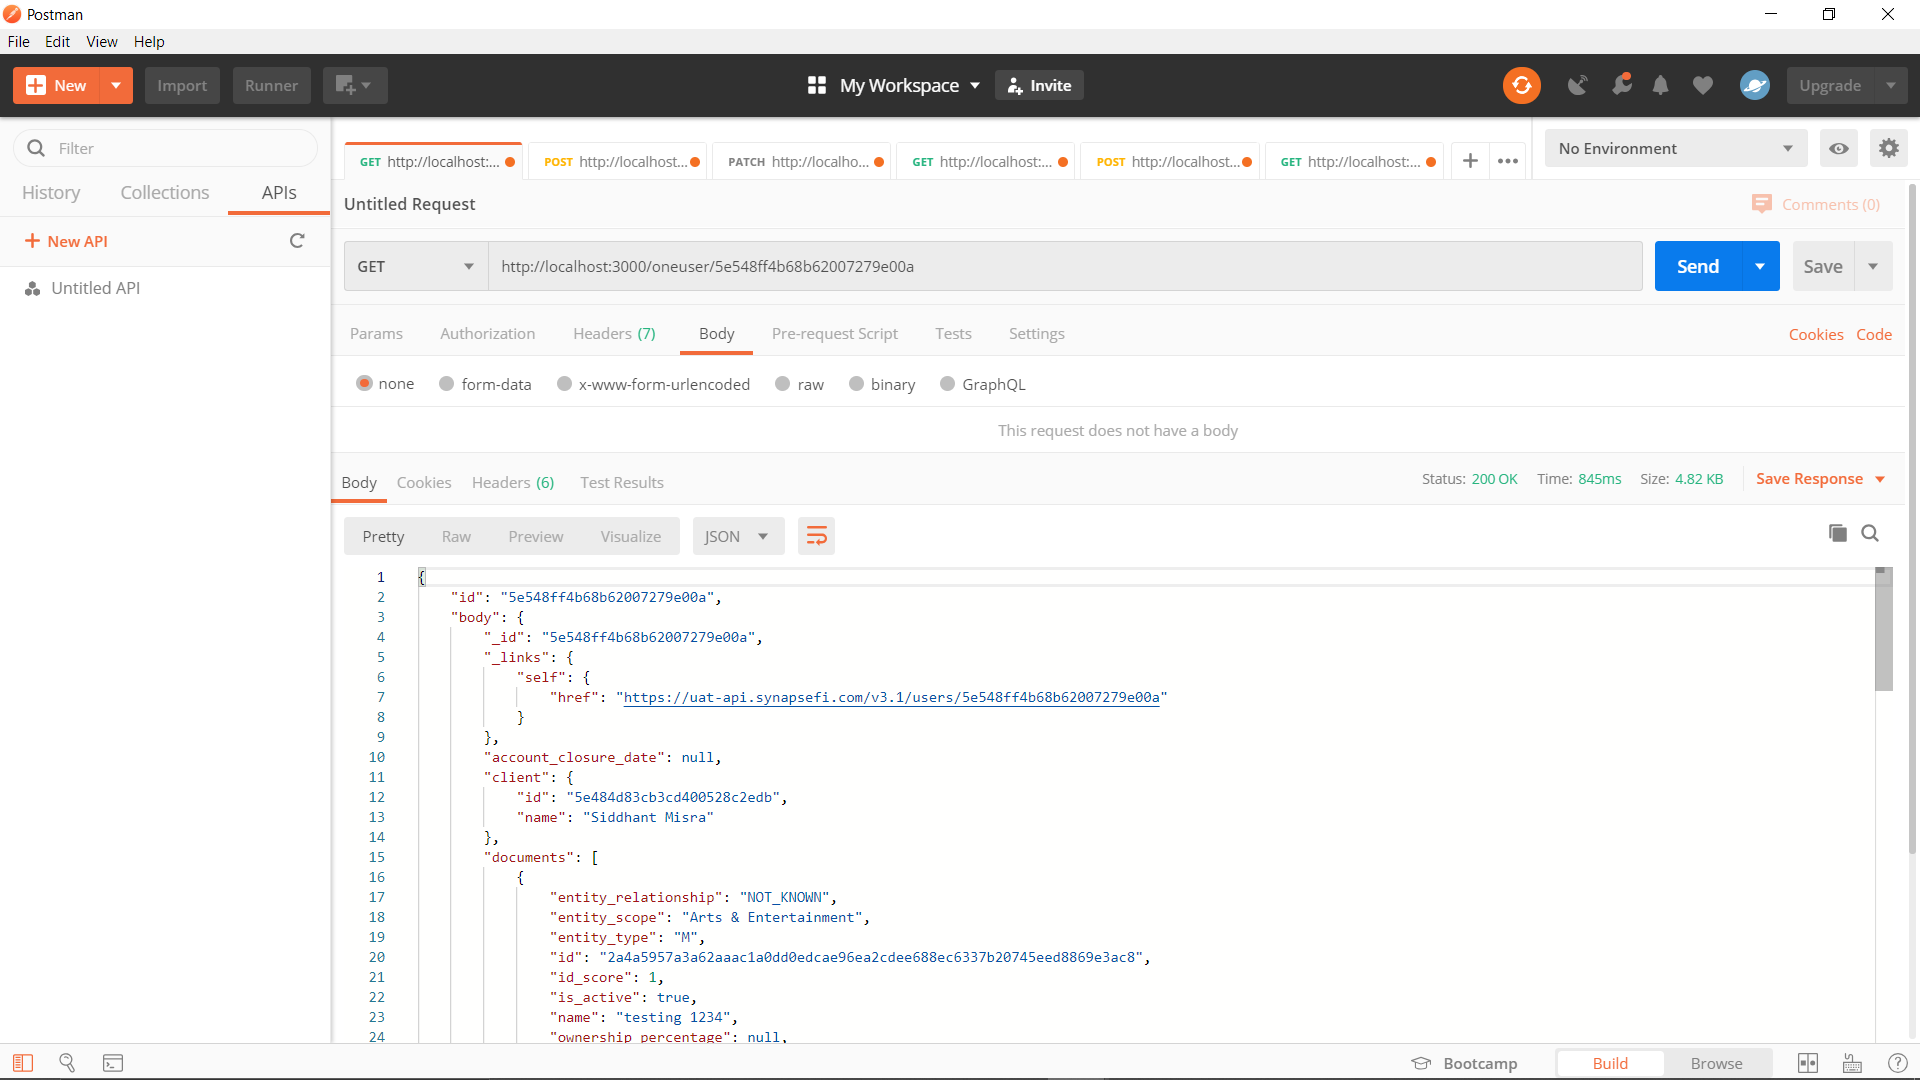 Postman
File Edit View Help
New Import Runner My Workspace Invite Upgrade
Filter
History Collections APIs
New API
Untitled API
GET http://localhost:... POST http://localhost... PATCH http://localho... GET http://localhost:... POST http://localhost... GET http://localhost:...
No Environment
Untitled Request Comments (0)
GET http://localhost:3000/oneuser/5e548ff4b68b62007279e00a Send Save
Params Authorization Headers (7) Body Pre-request Script Tests Settings Cookies Code
none form-data x-www-form-urlencoded raw binary GraphQL
This request does not have a body
Body Cookies Headers (6) Test Results Status: 200 OK Time: 845ms Size: 4.82 KB Save Response
Pretty Raw Preview Visualize JSON
1 {
2 "id": "5e548ff4b68b62007279e00a",
3 "body": {
4 "_id": "5e548ff4b68b62007279e00a",
5 "_links": {
6 "self": {
7 "href": "https://uat-api.synapsefi.com/v3.1/users/5e548ff4b68b62007279e00a"
8 }
9 },
10 "account_closure_date": null,
11 "client": {
12 "id": "5e484d83cb3cd400528c2edb",
13 "name": "Siddhant Misra"
14 },
15 "documents": [
16 {
17 "entity_relationship": "NOT_KNOWN",
18 "entity_scope": "Arts & Entertainment",
19 "entity_type": "M",
20 "id": "2a4a5957a3a62aaac1a0dd0edcae96ea2cdee688ec6337b20745eed8869e3ac8",
21 "id_score": 1,
22 "is_active": true,
23 "name": "testing 1234",
24 "ownership_percentage": null,
Bootcamp Build Browse